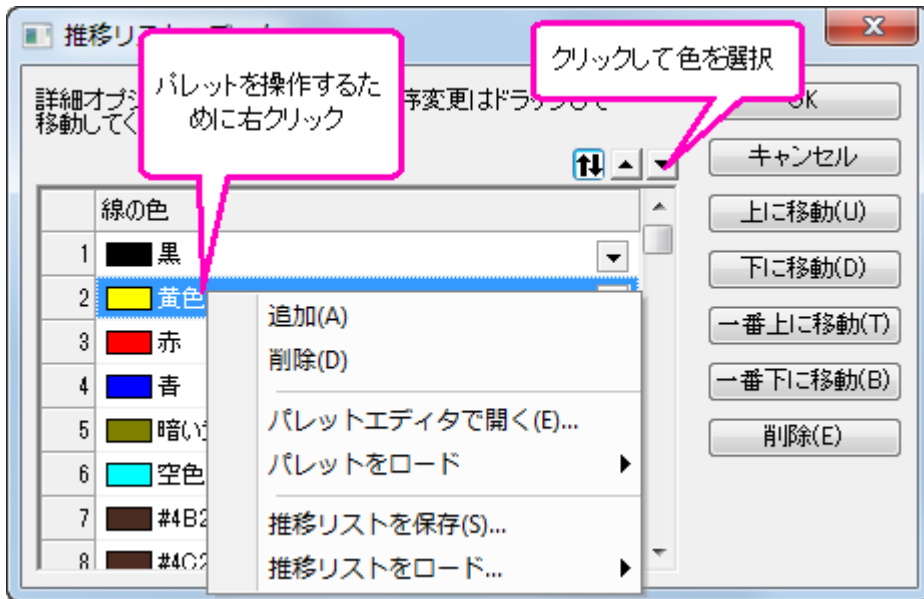 推移リ
パレットを操作するた
めに右クリック
クリックして色を選択
詳細オプシ
序変更はドラッグして
移動してく
OK
キャンセル
上に移動(U)
下に移動(D)
一番上に移動(T)
一番下に移動(B)
削除(E)
線の色
1 黒
2 黄色
3 赤
4 青
5 暗い
6 空色
7 #4B2
8 #4C2
追加(A)
削除(D)
パレットエディタで開く(E)...
パレットをロード
推移リストを保存(S)...
推移リストをロード...